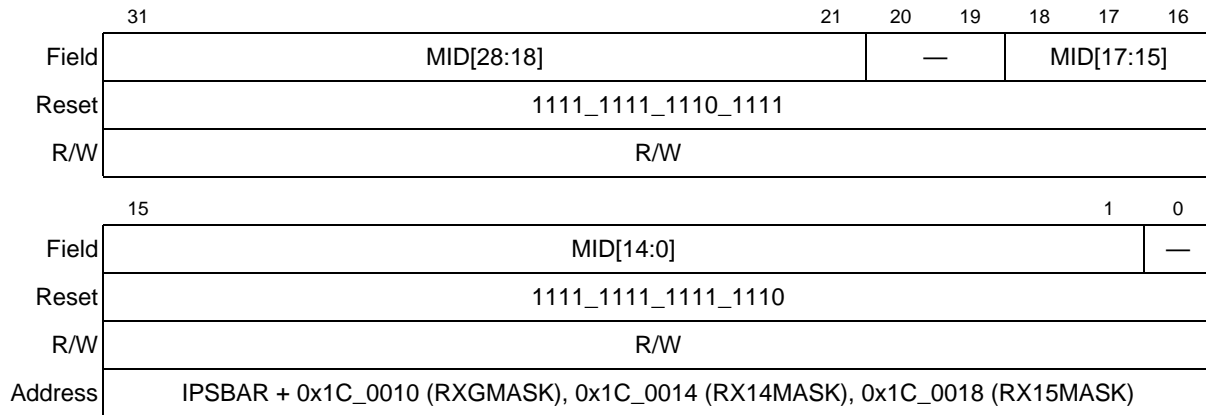 31 21 20 19 18 17 16
Field MID[28:18] — MID[17:15]
Reset 1111_1111_1110_1111
R/W R/W
15 1 0
Field MID[14:0] —
Reset 1111_1111_1111_1110
R/W R/W
Address IPSBAR + 0x1C_0010 (RXGMASK), 0x1C_0014 (RX14MASK), 0x1C_0018 (RX15MASK)